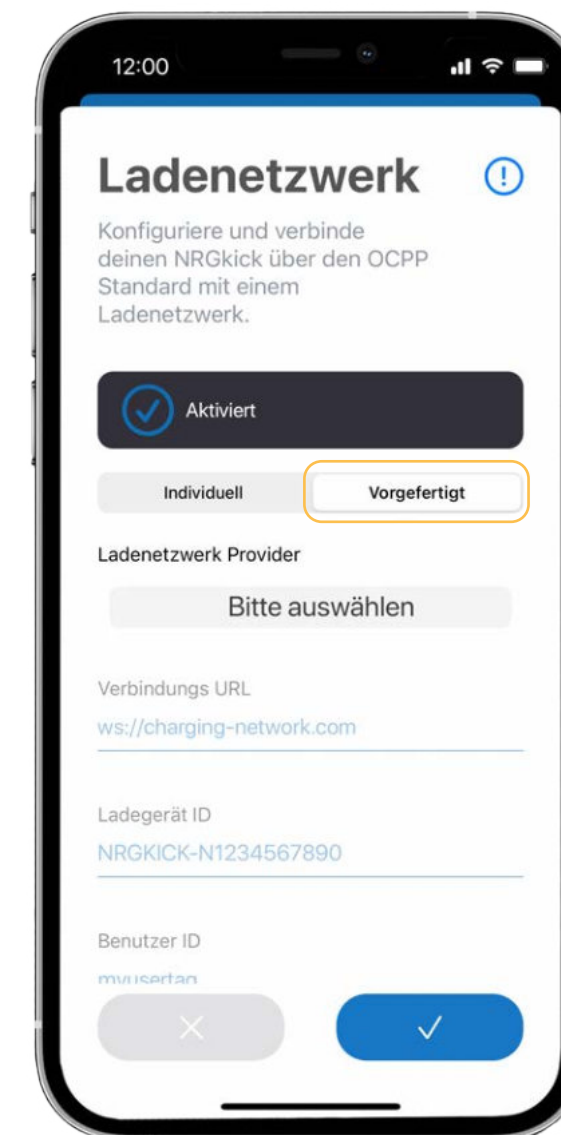 12:00
Ladenetzwerk
Konfiguriere und verbinde
deinen NRGkick über den OCPP
Standard mit einem
Ladenetzwerk.
Aktiviert
Individuell Vorgefertigt
Ladenetzwerk Provider
Bitte auswählen
Verbindungs URL
ws://charging-network.com
Ladegerät ID
NRGKICK-N1234567890
Benutzer ID
myusertag